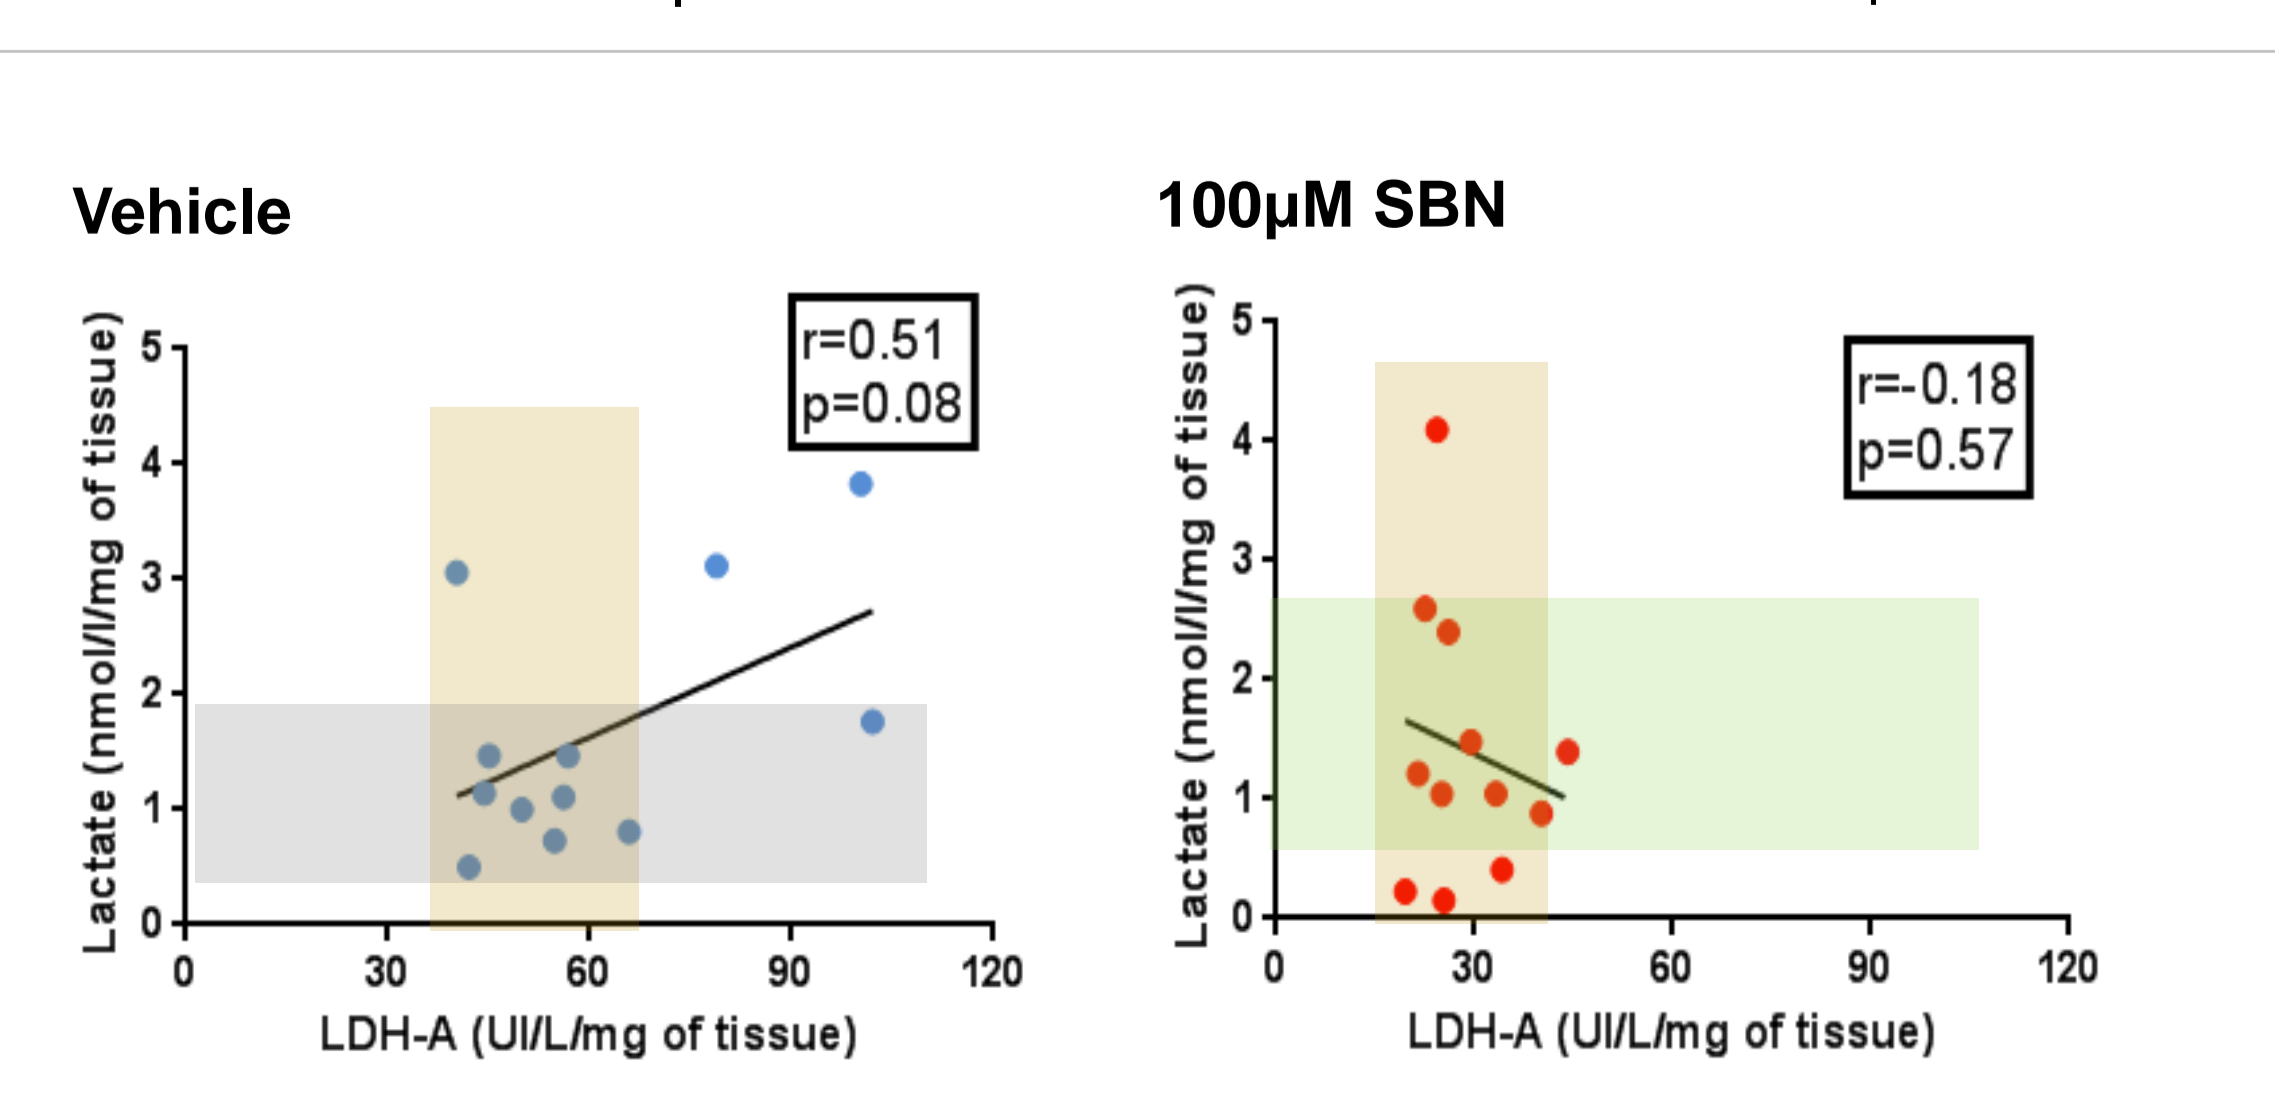 Vehicle
100µM SBN
Lactate (nmol/l/mg of tissue)
5
4
3
2
1
0
r=0.51
p=0.08
0 30 60 90 120
LDH-A (UI/L/mg of tissue)
Lactate (nmol/l/mg of tissue)
5
4
3
2
1
0
r=-0.18
p=0.57
0 30 60 90 120
LDH-A (UI/L/mg of tissue)